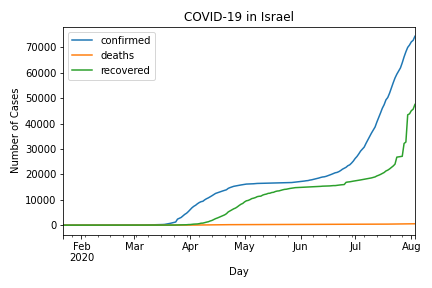 COVID-19 in Israel
confirmed
deaths
recovered
Number of Cases
70000
60000
50000
40000
30000
20000
10000
0
Feb Mar Apr May Jun Jul Aug
2020
Day